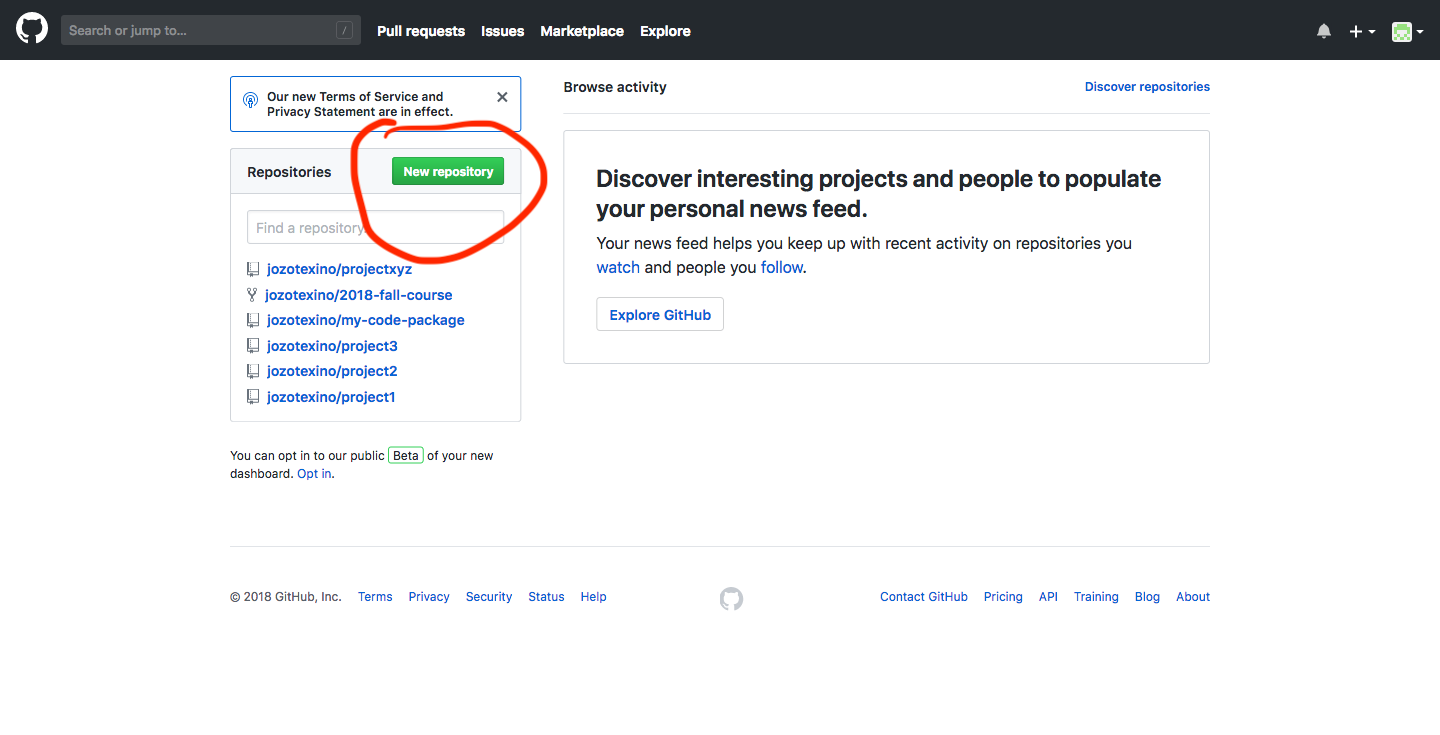 Search or jump to... /
Pull requests Issues Marketplace Explore
Our new Terms of Service and
Privacy Statement are in effect.
Repositories New repository
Find a repository
jozotexino/projectxyz
jozotexino/2018-fall-course
jozotexino/my-code-package
jozotexino/project3
jozotexino/project2
jozotexino/project1
You can opt in to our public Beta of your new
dashboard. Opt in.
Browse activity Discover repositories
Discover interesting projects and people to populate
your personal news feed.
Your news feed helps you keep up with recent activity on repositories you
watch and people you follow.
Explore GitHub
© 2018 GitHub, Inc. Terms Privacy Security Status Help Contact GitHub Pricing API Training Blog About